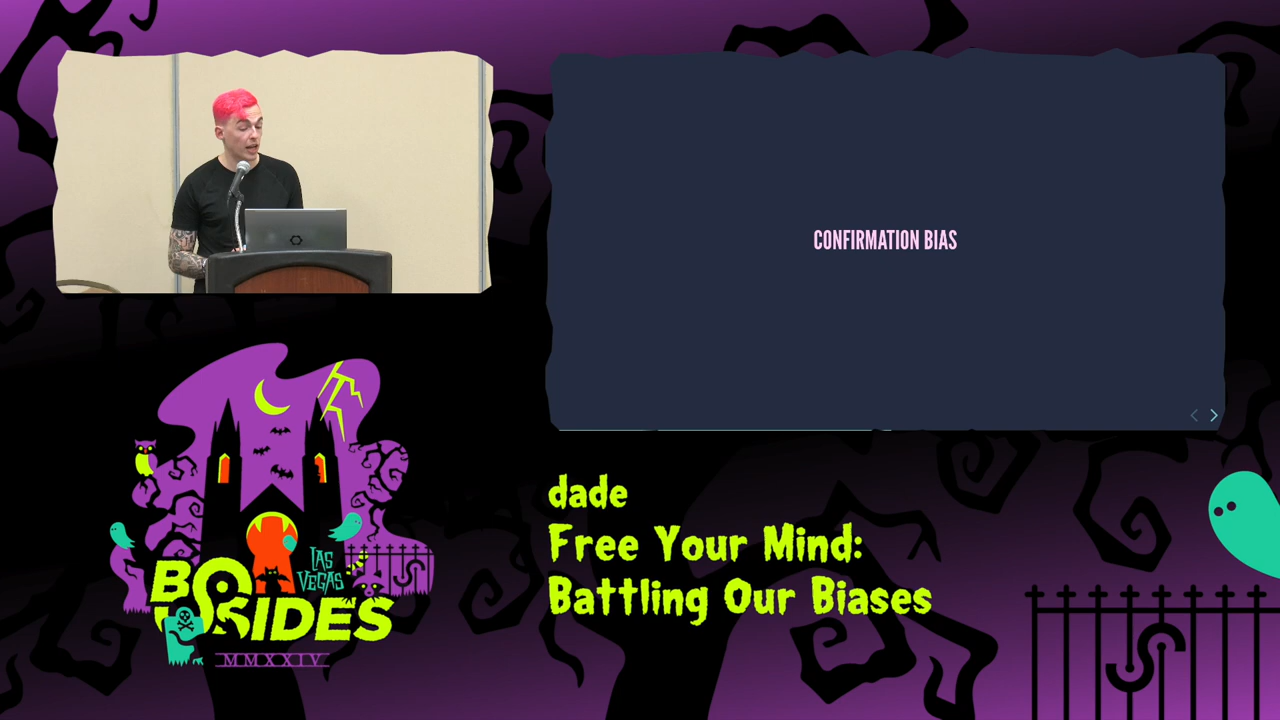 CONFIRMATION BIAS
dade
Free Your Mind:
Battling Our Biases
LAS
VEGAS
BSIDES
MMXXIV